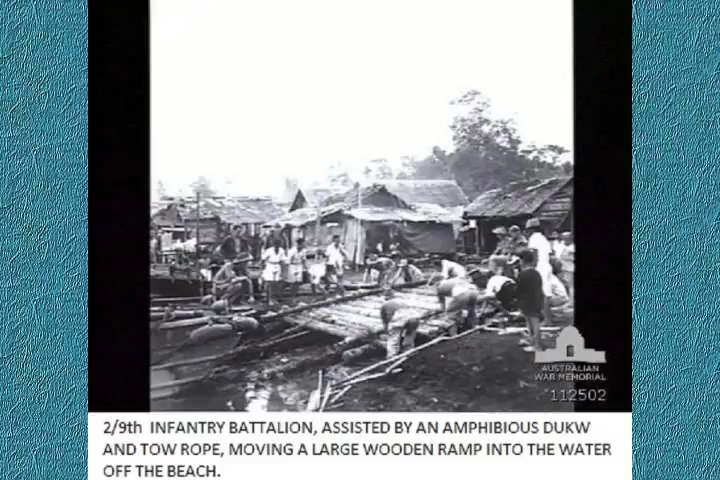 AUSTRALIAN
WAR MEMORIAL
112502
2/9th INFANTRY BATTALION, ASSISTED BY AN AMPHIBIOUS DUKW
AND TOW ROPE, MOVING A LARGE WOODEN RAMP INTO THE WATER
OFF THE BEACH.